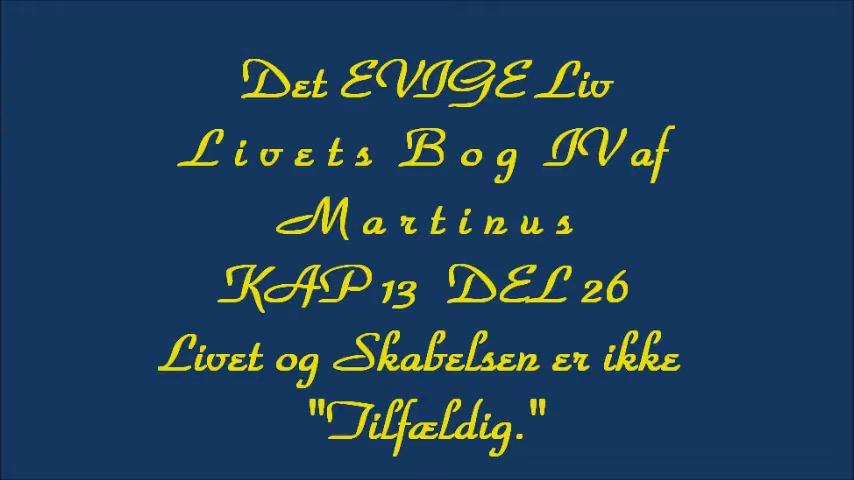 Det EVIGE Liv
Livets Bog IV af
Martinus
KAP 13 DEL 26
Livet og Skabelsen er ikke
"Tilfældig."